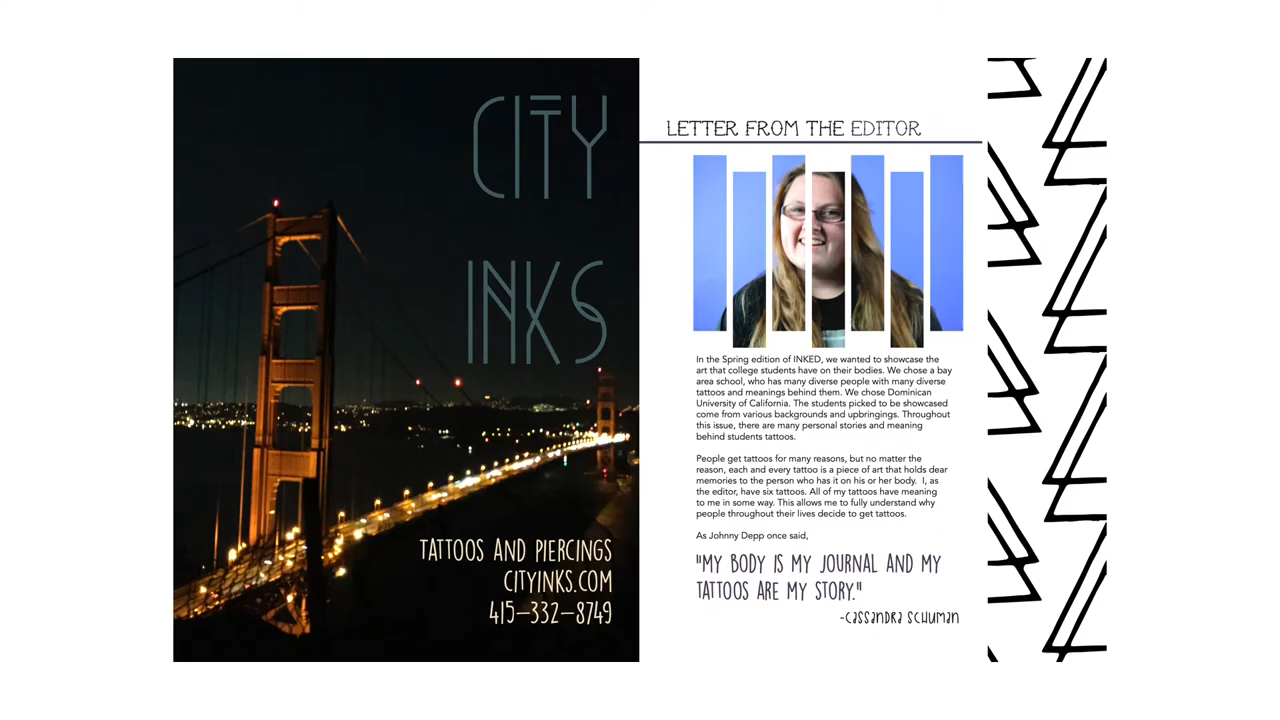 CITY
INKS
TATTOOS AND PIERCINGS
CITYINKS.COM
415-332-8749
LETTER FROM THE EDITOR
In the Spring edition of INKED, we wanted to showcase the
art that college students have on their bodies. We chose a bay
area school, who has many diverse people with many diverse
tattoos and meanings behind them. We chose Dominican
University of California. The students picked to be showcased
come from various backgrounds and upbringings. Throughout
this issue, there are many personal stories and meaning
behind students tattoos.
People get tattoos for many reasons, but no matter the
reason, each and every tattoo is a piece of art that holds dear
memories to the person who has it on his or her body. I, as
the editor, have six tattoos. All of my tattoos have meaning
to me in some way. This allows me to fully understand why
people throughout their lives decide to get tattoos.
As Johnny Depp once said,
"MY BODY IS MY JOURNAL AND MY
TATTOOS ARE MY STORY."
-CASSANDRA SCHUMAN